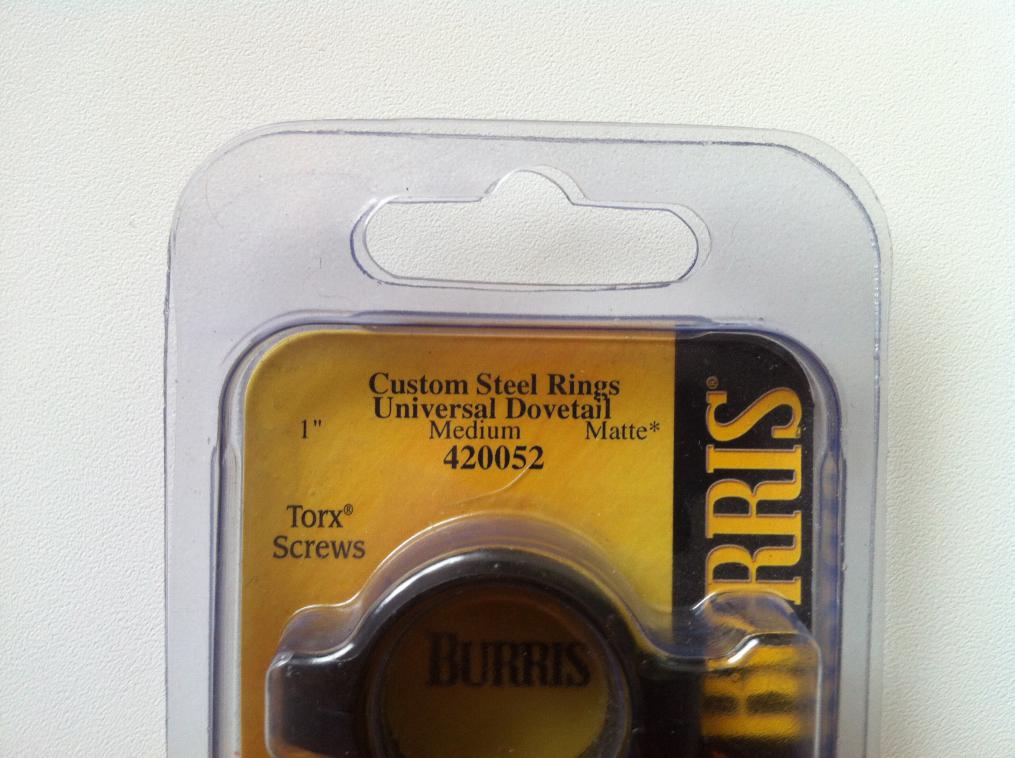 Custom Steel Rings
Universal Dovetail
1" Medium Matte*
420052
Torx®
Screws
BURRIS
BURRIS®